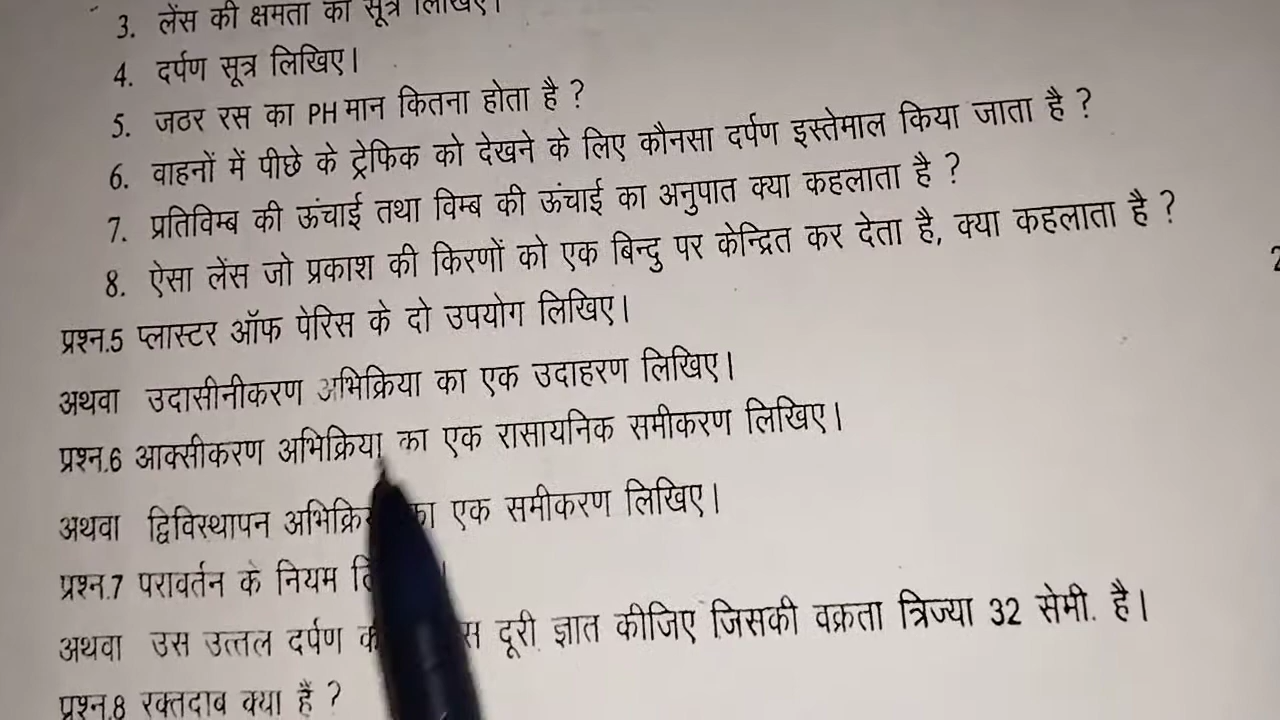 3. लेंस की क्षमता का सूत्र लिखिए।
4. दर्पण सूत्र लिखिए।
5. जठर रस का PH मान कितना होता है ?
6. वाहनों में पीछे के ट्रेफिक को देखने के लिए कौनसा दर्पण इस्तेमाल किया जाता है ?
7. प्रतिविम्ब की ऊंचाई तथा विम्ब की ऊंचाई का अनुपात क्या कहलाता है ?
8. ऐसा लेंस जो प्रकाश की किरणों को एक बिन्दु पर केन्द्रित कर देता है, क्या कहलाता है ?
प्रश्न.5 प्लास्टर ऑफ पेरिस के दो उपयोग लिखिए।
अथवा उदासीनीकरण अभिक्रिया का एक उदाहरण लिखिए।
प्रश्न.6 आक्सीकरण अभिक्रिया का एक रासायनिक समीकरण लिखिए।
अथवा द्विविस्थापन का एक समीकरण लिखिए।
प्रश्न.7 परावर्तन के नियम
अथवा उस उत्तल दर्पण दूरी ज्ञात कीजिए जिसकी वक्रता त्रिज्या 32 सेमी. है।
प्रश्न.8 रक्तदाब क्या है ?